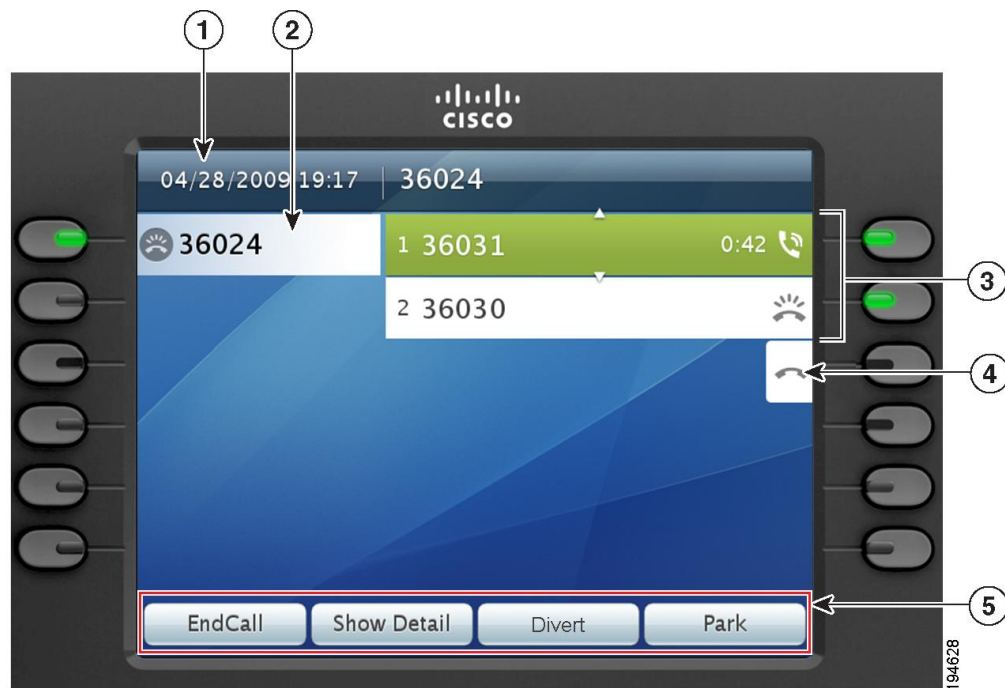 1
2
CISCO
04/28/2009 19:17
36024
36024
1 36031
0:42
2 36030
3
4
EndCall
Show Detail
Divert
Park
5
194628